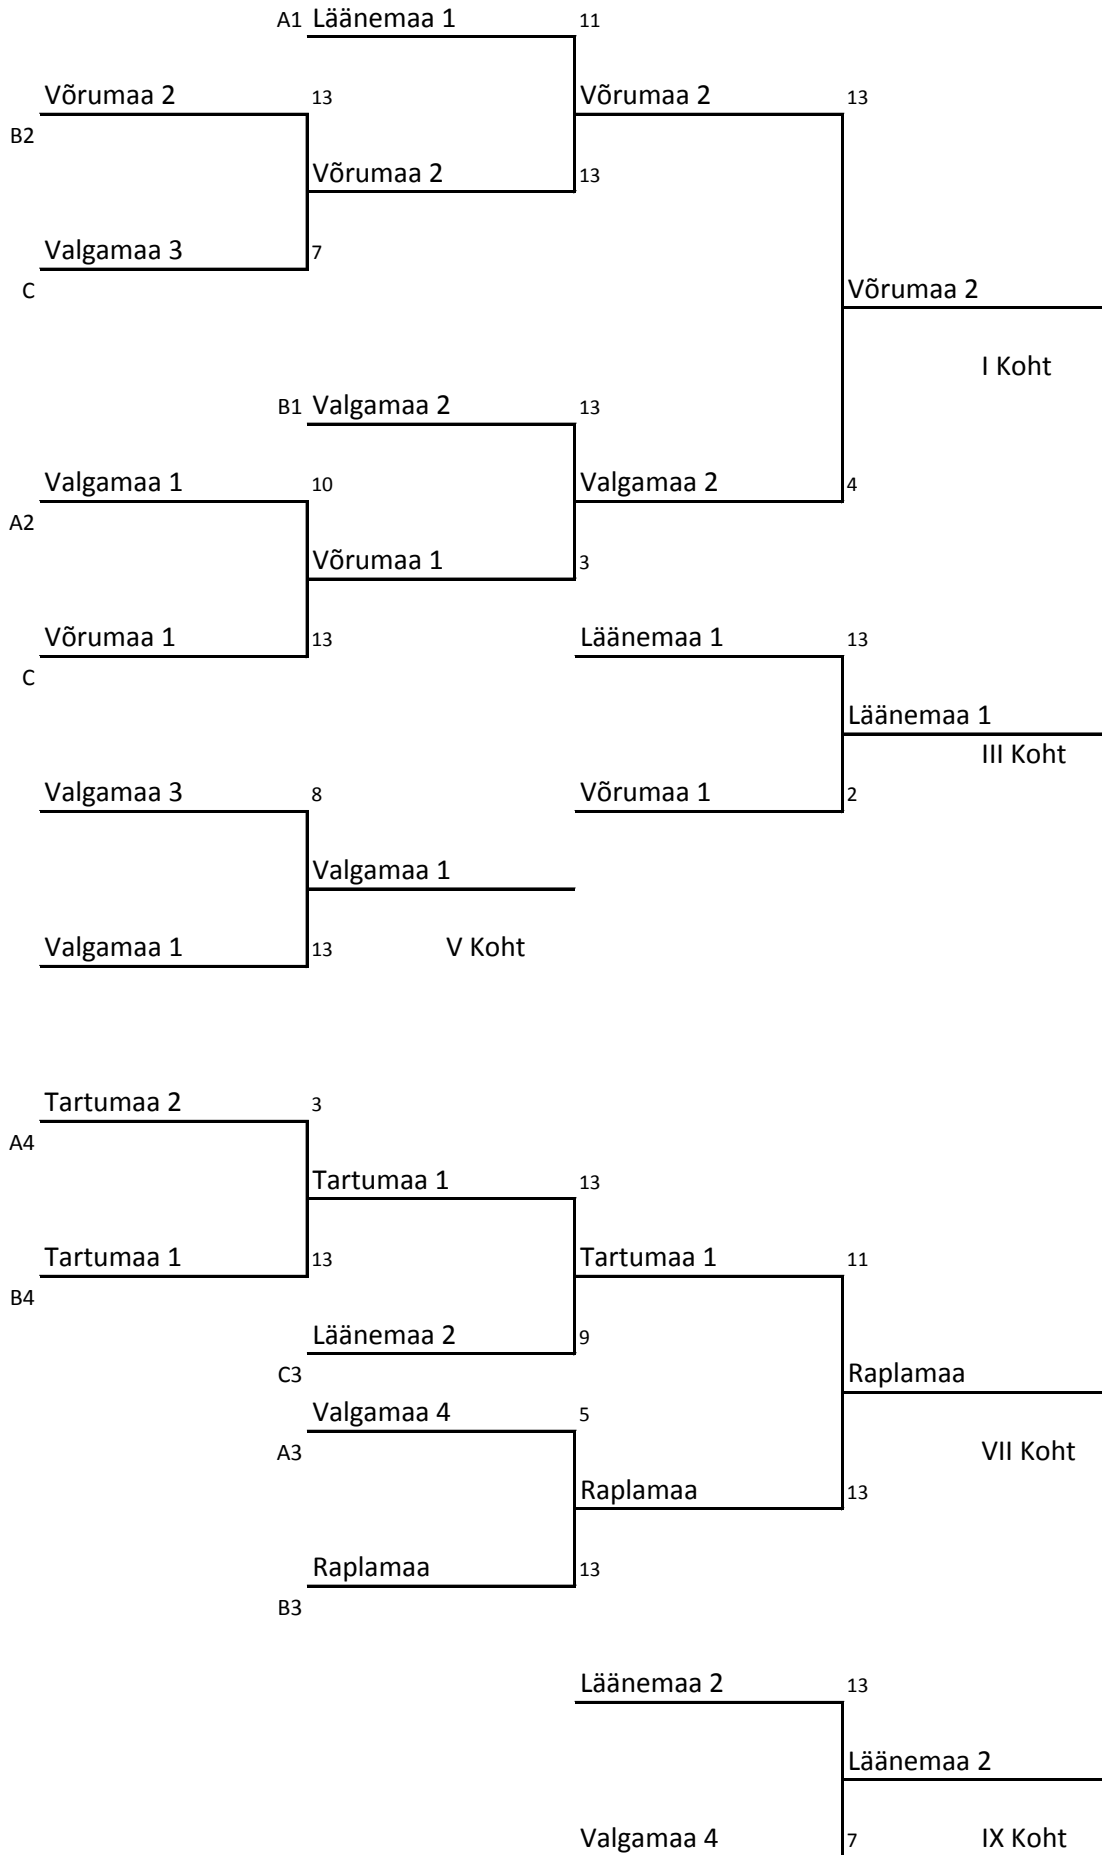 A1 Läänemaa 1 11
Võrumaa 2 13 Võrumaa 2 13
B2
Võrumaa 2 13
Valgamaa 3 7
C Võrumaa 2
I Koht
B1 Valgamaa 2 13
Valgamaa 1 10 Valgamaa 2 4
A2
Võrumaa 1 3
Võrumaa 1 13 Läänemaa 1 13
C
Läänemaa 1
III Koht
Valgamaa 3 8 Võrumaa 1 2
Valgamaa 1
Valgamaa 1 13 V Koht
Tartumaa 2 3
A4
Tartumaa 1 13
Tartumaa 1 13 Tartumaa 1 11
B4
Läänemaa 2 9
C3 Raplamaa
Valgamaa 4 5
A3 VII Koht
Raplamaa 13
Raplamaa 13
B3
Läänemaa 2 13
Läänemaa 2
Valgamaa 4 7 IX Koht